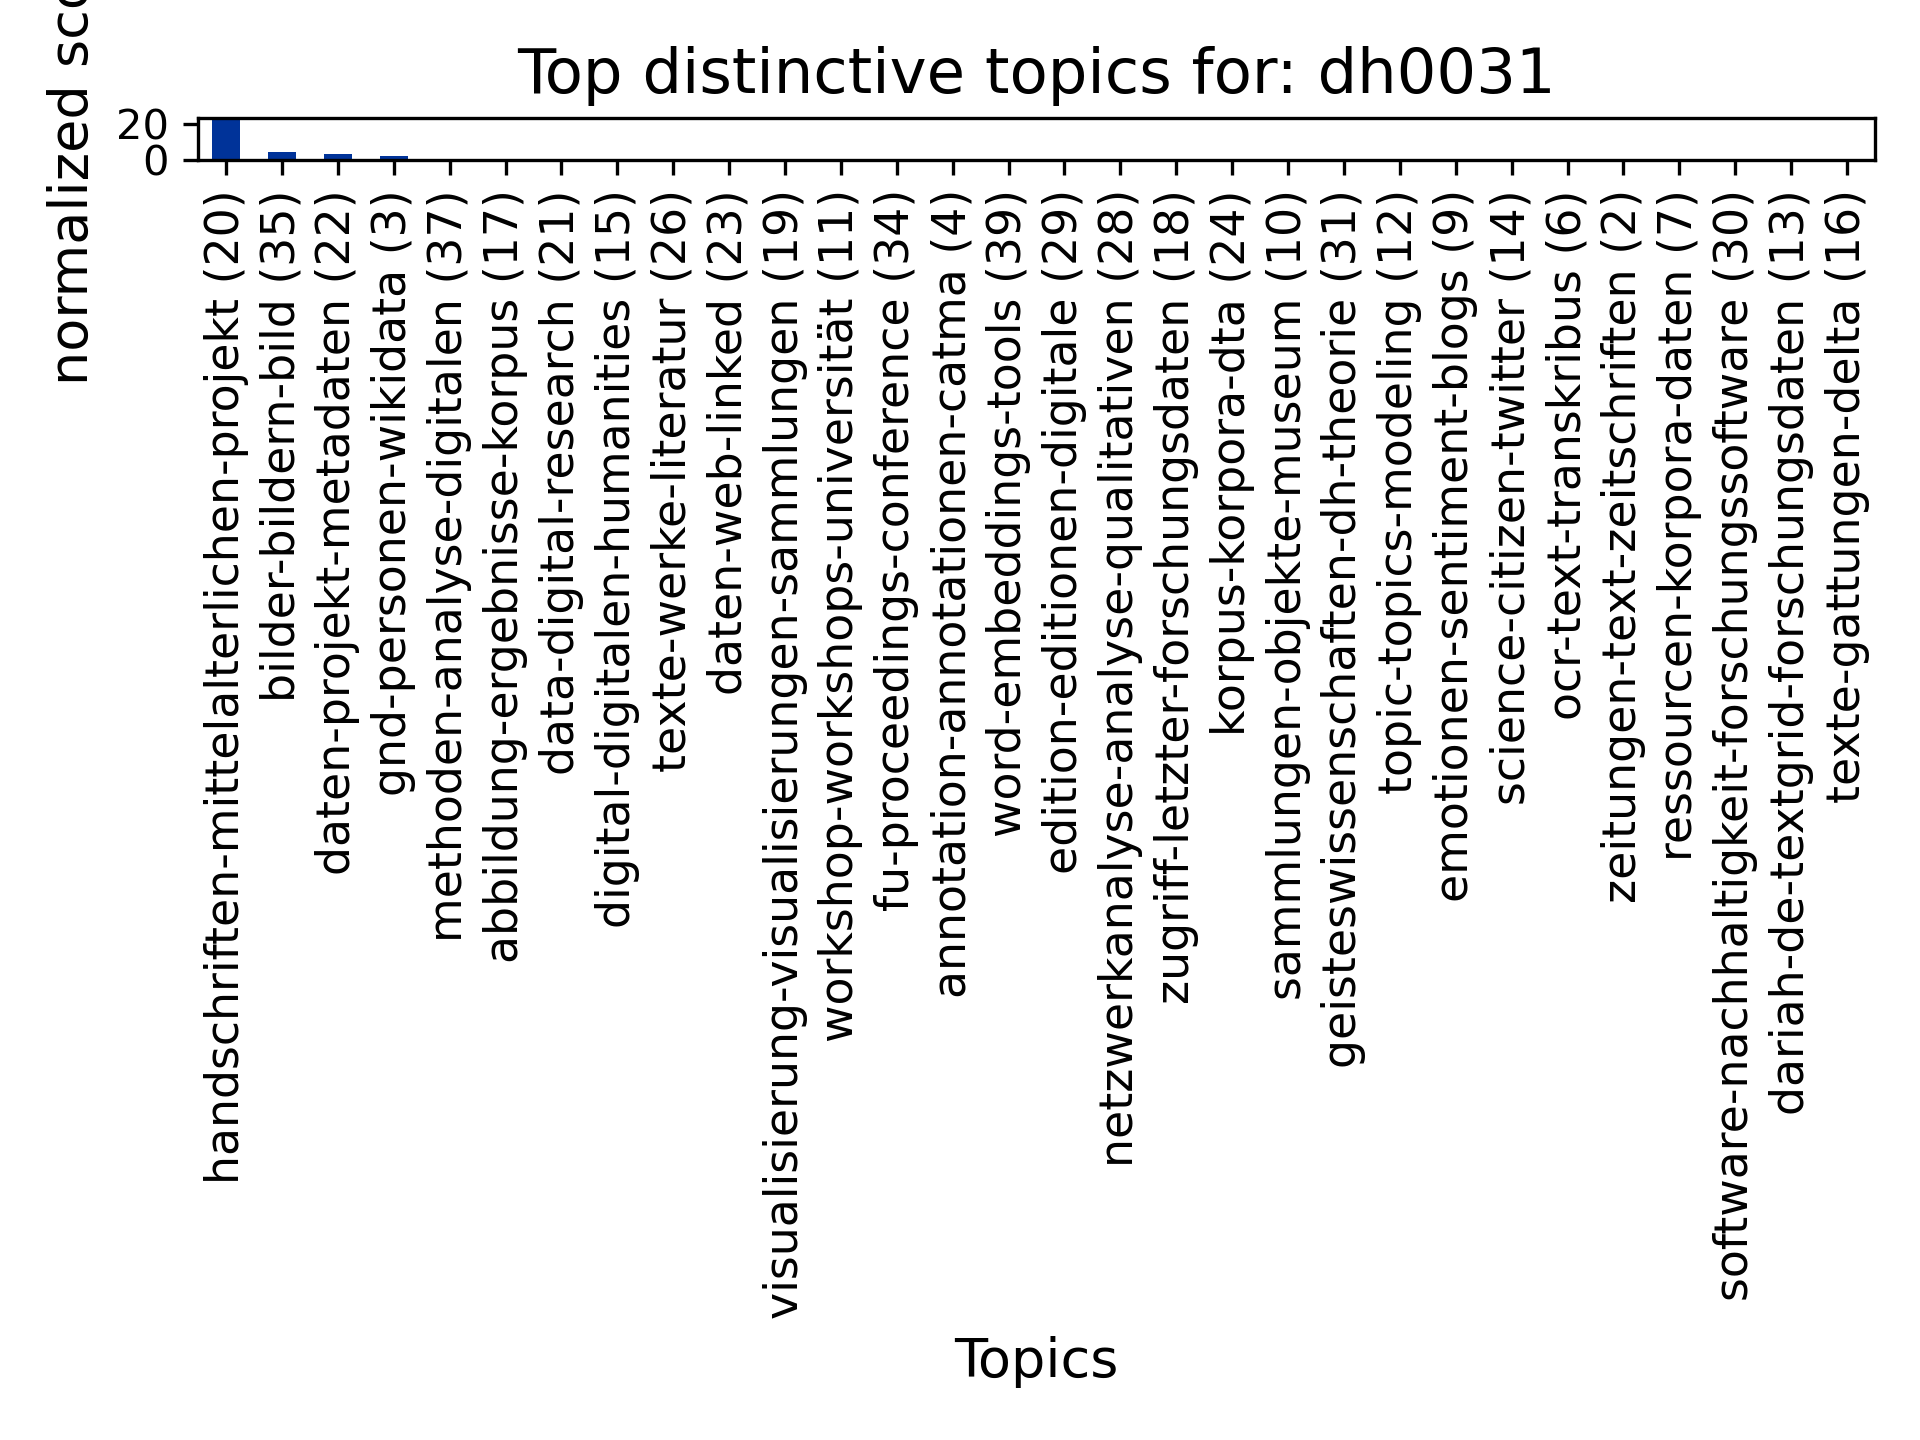 Top distinctive topics for: dh0031
normalized
20
0
handschriften-mittelalterlichen-projekt (20)
bilder-bildern-bild (35)
daten-projekt-metadaten (22)
gnd-personen-wikidata (3)
methoden-analyse-digitalen (37)
abbildung-ergebnisse-korpus (17)
data-digital-research (21)
digital-digitalen-humanities (15)
texte-werke-literatur (26)
daten-web-linked (23)
visualisierung-visualisierungen-sammlungen (19)
workshop-workshops-universität (11)
fu-proceedings-conference (34)
annotation-annotationen-catma (4)
word-embeddings-tools (39)
edition-editionen-digitale (29)
netzwerkanalyse-analyse-qualitativen (28)
zugriff-letzter-forschungsdaten (18)
korpus-korpora-dta (24)
sammlungen-objekte-museum (10)
geisteswissenschaften-dh-theorie (31)
topic-topics-modeling (12)
emotionen-sentiment-blogs (9)
science-citizen-twitter (14)
ocr-text-transkribus (6)
zeitungen-text-zeitschriften (2)
ressourcen-korpora-daten (7)
software-nachhaltigkeit-forschungssoftware (30)
dariah-de-textgrid-forschungsdaten (13)
texte-gattungen-delta (16)
Topics